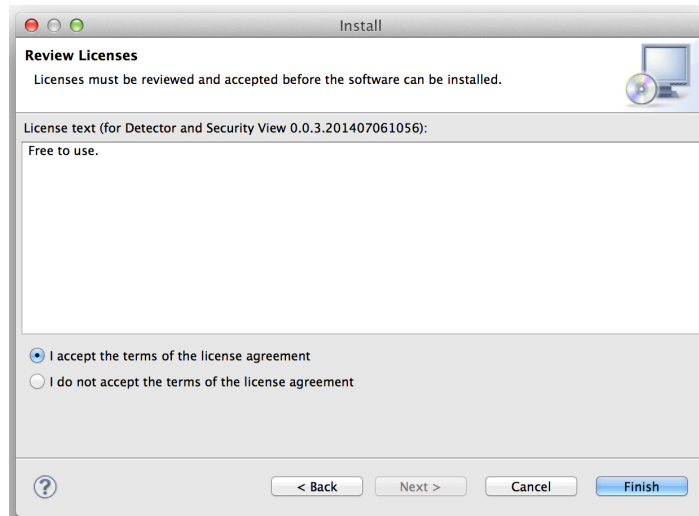 Install
Review Licenses
Licenses must be reviewed and accepted before the software can be installed.
License text (for Detector and Security View 0.0.3.201407061056):
Free to use.
I accept the terms of the license agreement
I do not accept the terms of the license agreement
?
< Back
Next >
Cancel
Finish